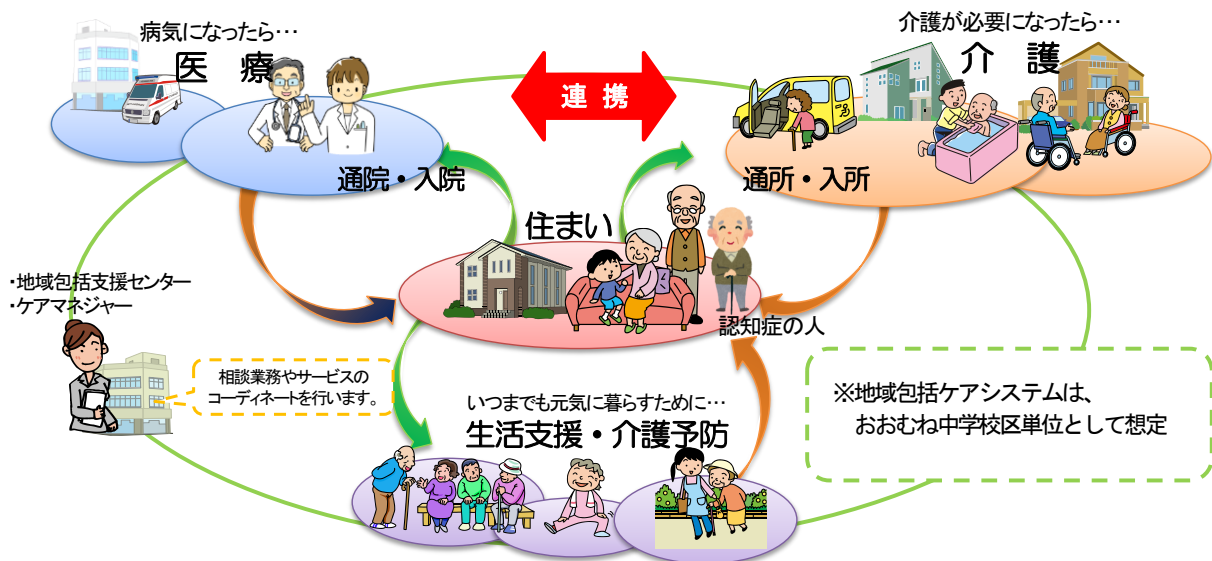 病気になったら…
医 療
連 携
介護が必要になったら…
介 護
通院・入院
通所・入所
住まい
認知症の人
・地域包括支援センター
・ケアマネジャー
相談業務やサービスの
コーディネートを行います。
いつまでも元気に暮らすために…
生活支援・介護予防
※地域包括ケアシステムは、
おおむね中学校区単位として想定